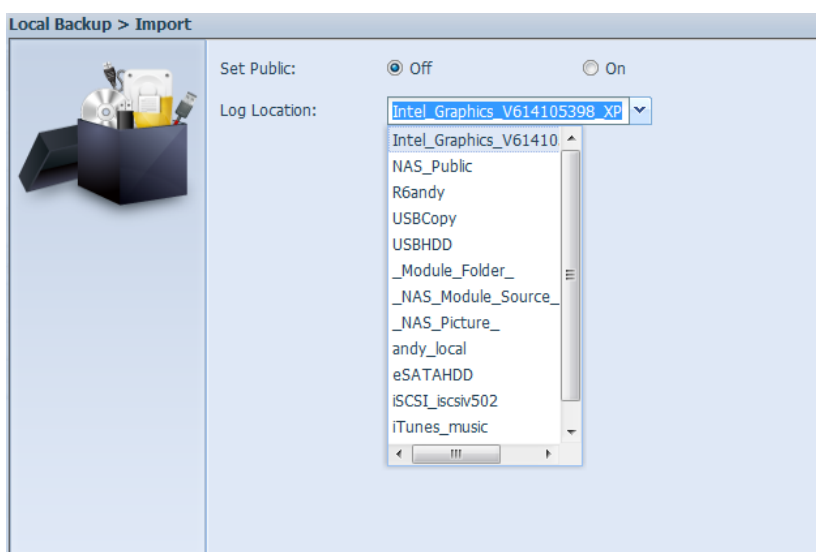 Local Backup > Import
Set Public: Off On
Log Location: Intel_Graphics_V614105398_XP
Intel_Graphics_V61410
NAS_Public
R6andy
USBCopy
USBHDD
_Module_Folder_
_NAS_Module_Source_
_NAS_Picture_
andy_local
eSATAHDD
iSCSI_iscsiv502
iTunes_music